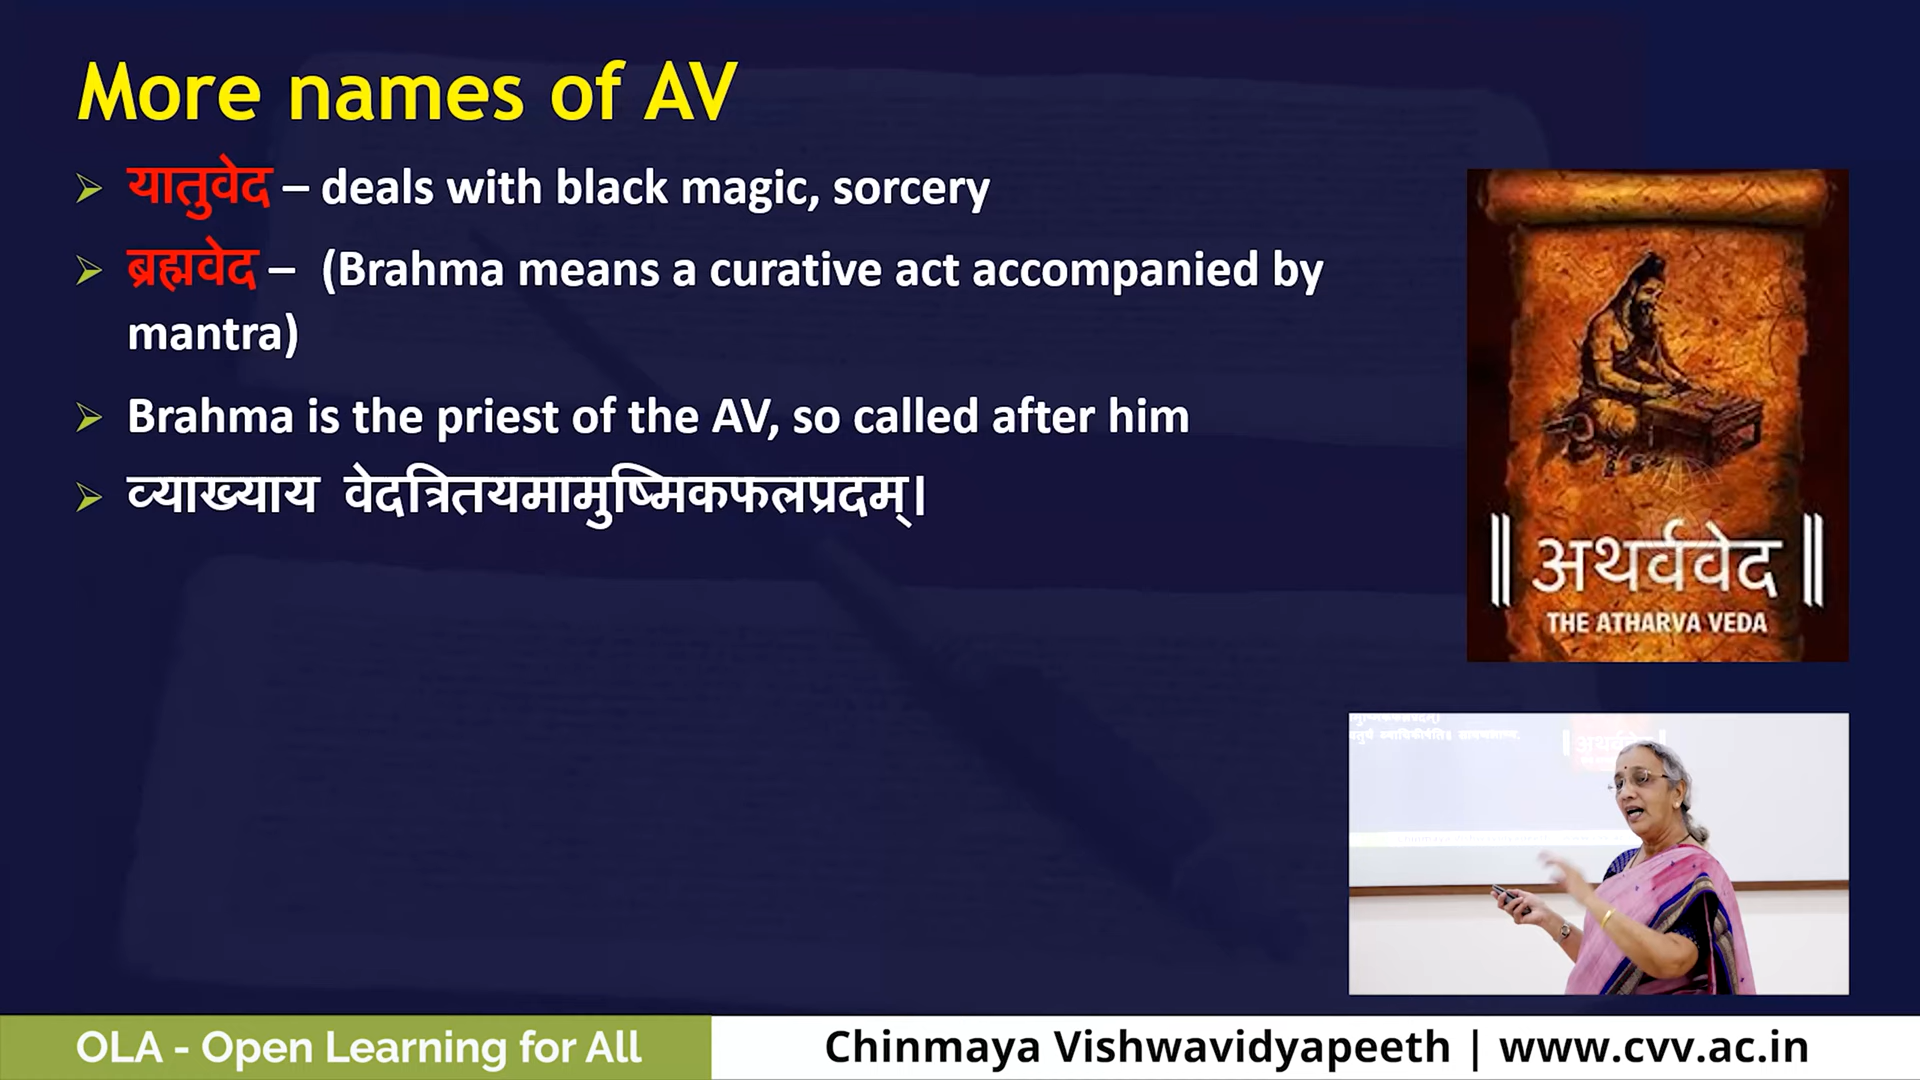 More names of AV
➢ यातुवेद – deals with black magic, sorcery
➢ ब्रह्मवेद – (Brahma means a curative act accompanied by
mantra)
➢ Brahma is the priest of the AV, so called after him
➢ व्याख्याय वेदत्रितयमामुष्मिकफलप्रदम्।
॥ अथर्ववेद ॥
THE ATHARVA VEDA
OLA - Open Learning for All
Chinmaya Vishwavidyapeeth | www.cvv.ac.in